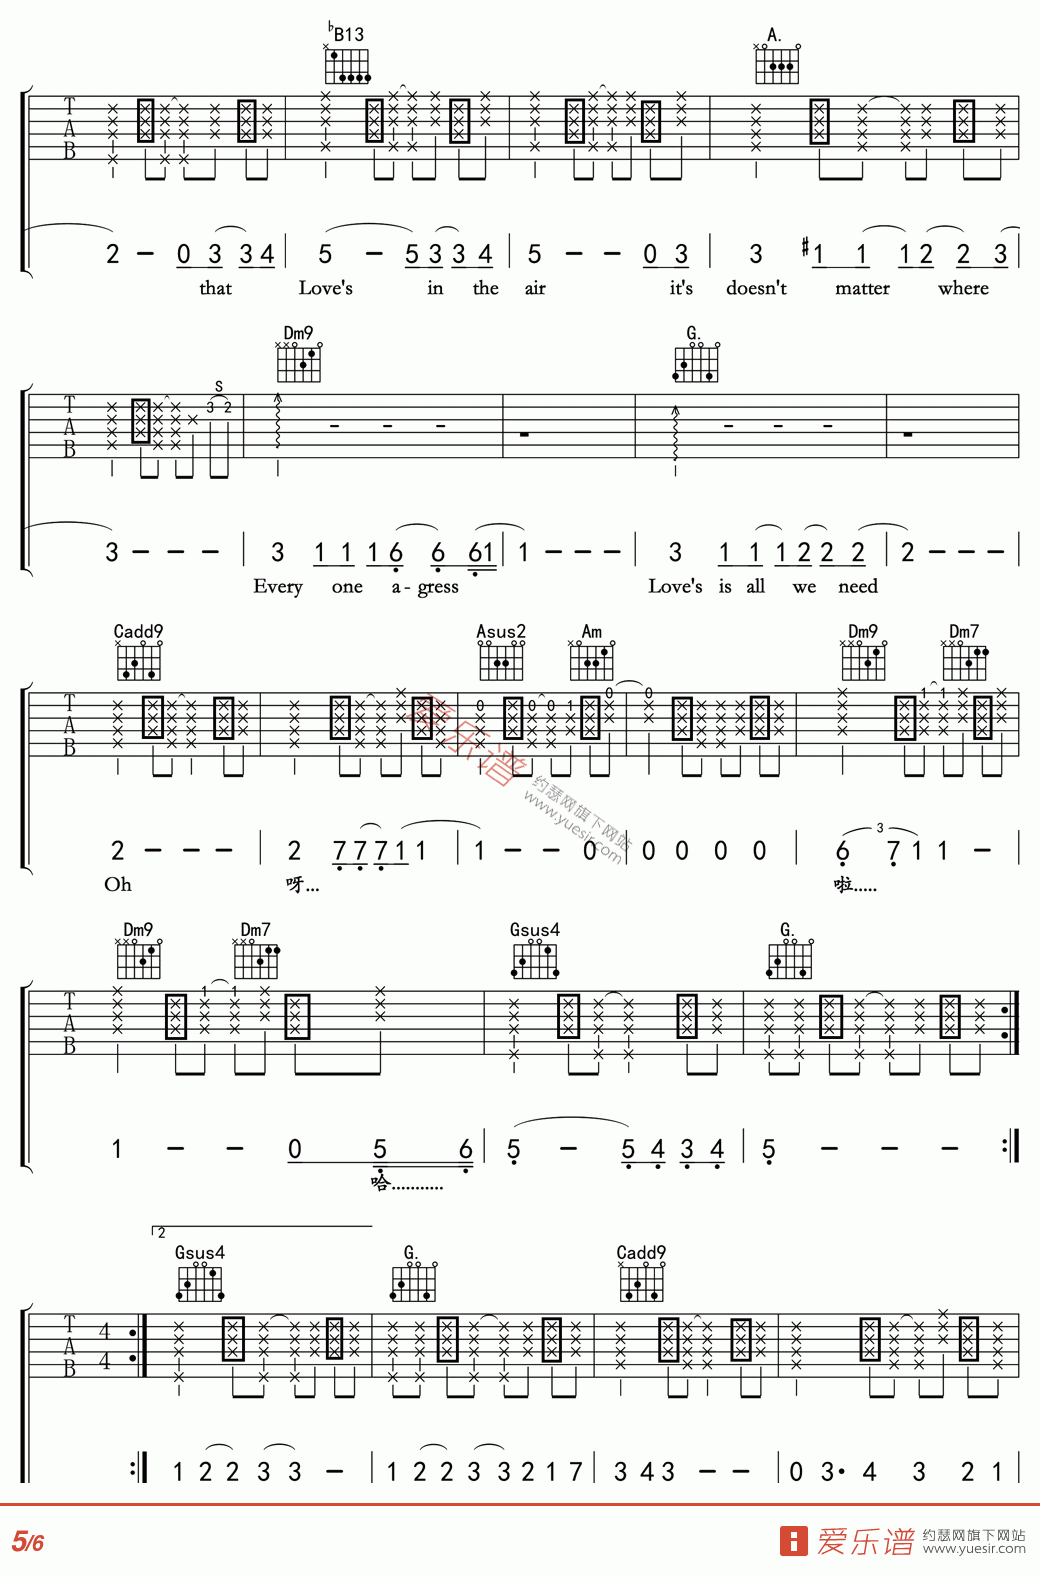 ♭B13 A.
T A B
2 – 0 3 3 4 | 5 – 5 3 3 4 | 5 – 0 3 | 3 #1 1 1 2 2 3
that Love's in the air it's doesn't matter where
Dm9 G.
S
T A B 3 2
3 – – – | 3 1 1 1 6 6 6 1 | 1 – – – | 3 1 1 1 2 2 2 | 2 – – –
Every one a-gress Love's is all we need
Cadd9 Asus2 Am Dm9 Dm7
T A B 0 0 0 1 0 0 1 1
2 – – – | 2 7 7 7 1 1 | 1 – – 0 | 0 0 0 0 | 6 7 1 1 –
3
Oh 呀... 啦.....
爱乐谱
约瑟网旗下网站
www.yuesir.com
Dm9 Dm7 Gsus4 G.
T A B 1 1
1 – – 0 5 6 | 5 – 5 4 3 4 | 5 – – –
哈...........
2
Gsus4 G. Cadd9
T A B 4 4
1 2 2 3 3 – | 1 2 2 3 3 2 1 7 | 3 4 3 – – | 0 3· 4 3 2 1
5/6
爱乐谱 约瑟网旗下网站
www.yuesir.com